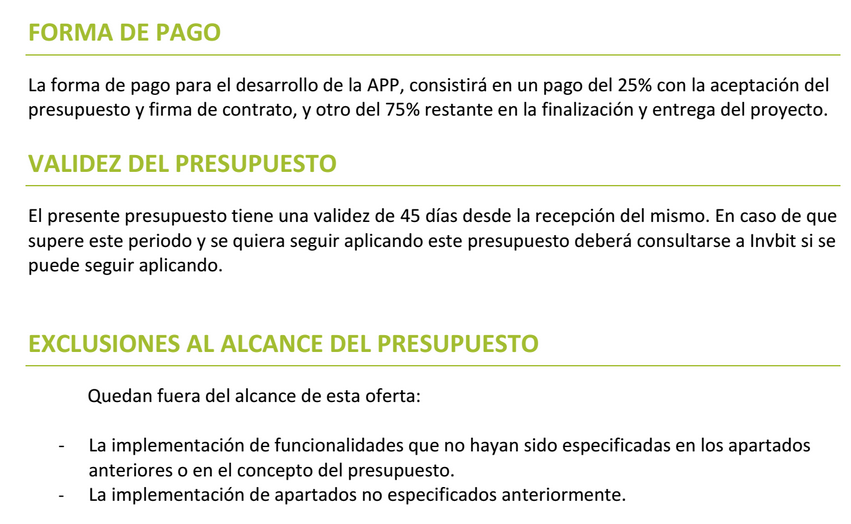 FORMA DE PAGO
La forma de pago para el desarrollo de la APP, consistirá en un pago del 25% con la aceptación del
presupuesto y firma de contrato, y otro del 75% restante en la finalización y entrega del proyecto.
VALIDEZ DEL PRESUPUESTO
El presente presupuesto tiene una validez de 45 días desde la recepción del mismo. En caso de que
supere este periodo y se quiera seguir aplicando este presupuesto deberá consultarse a Invbit si se
puede seguir aplicando.
EXCLUSIONES AL ALCANCE DEL PRESUPUESTO
Quedan fuera del alcance de esta oferta:
- La implementación de funcionalidades que no hayan sido especificadas en los apartados
anteriores o en el concepto del presupuesto.
- La implementación de apartados no especificados anteriormente.